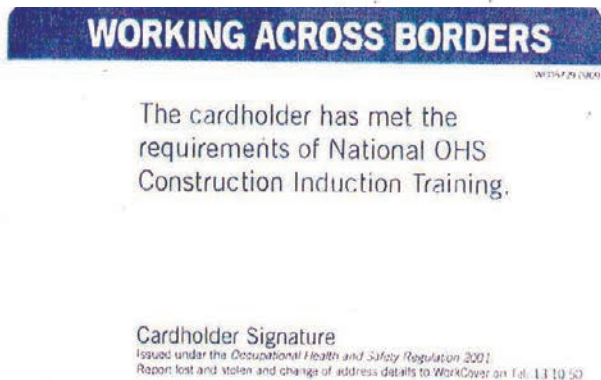 WORKING ACROSS BORDERS
The cardholder has met the
requirements of National OHS
Construction Induction Training.
Cardholder Signature
Issued under the Occupational Health and Safety Regulation 2001
Report lost and stolen and change of address details to WorkCover on Tel. 13 10 50